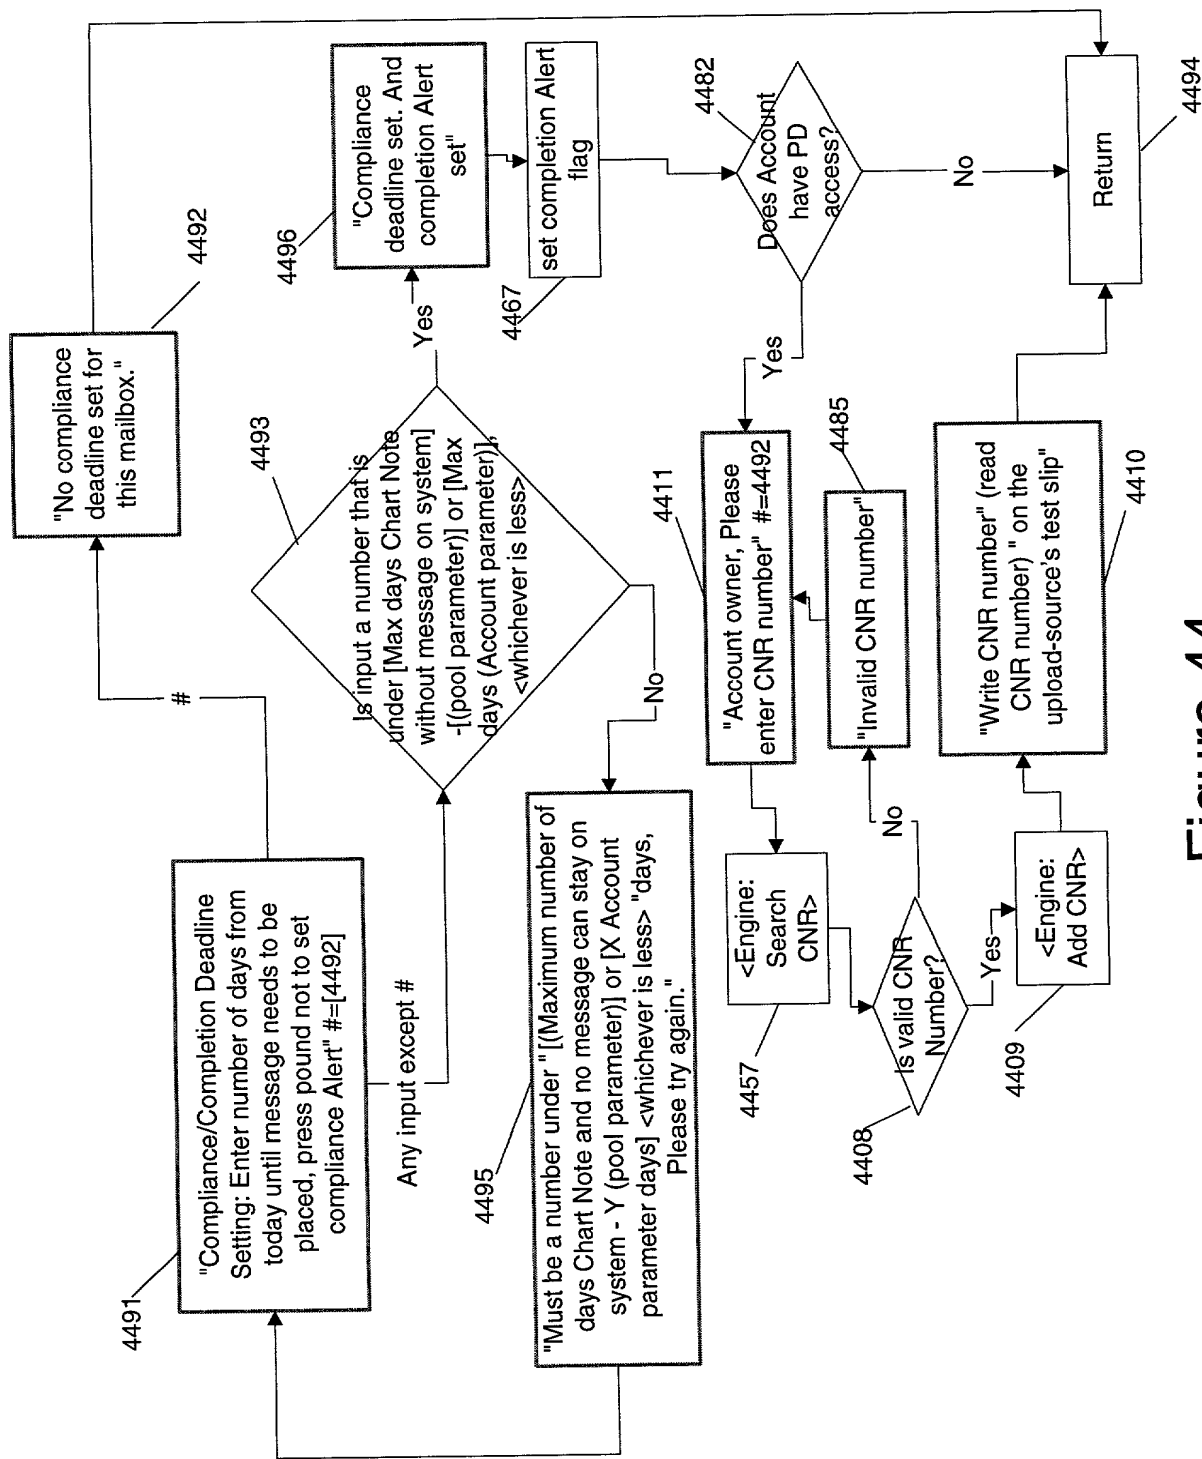 "No compliance
deadline set for
this mailbox."
4492
#
4491
"Compliance/Completion Deadline
Setting: Enter number of days from
today until message needs to be
placed, press pound not to set
compliance Alert" #=[4492]
Any input except #
4493
Is input a number that is
under [Max days Chart Note
without message on system]
-[(pool parameter)] or [Max
days (Account parameter)],
<whichever is less>
Yes
4496
"Compliance
deadline set. And
completion Alert
set"
No
4495
"Must be a number under " [(Maximum number of
days Chart Note and no message can stay on
system - Y (pool parameter)] or [X Account
parameter days] <whichever is less> "days,
Please try again."
4467
set completion Alert
flag
4482
Does Account
have PD
access?
Yes
No
4411
"Account owner, Please
enter CNR number" #=4492
4485
"Invalid CNR number"
4457
<Engine:
Search
CNR>
4408
Is valid CNR
Number?
No
Yes
4409
<Engine:
Add CNR>
"Write CNR number" (read
CNR number) " on the
upload-source's test slip"
4410
Return
4494
Figure 44